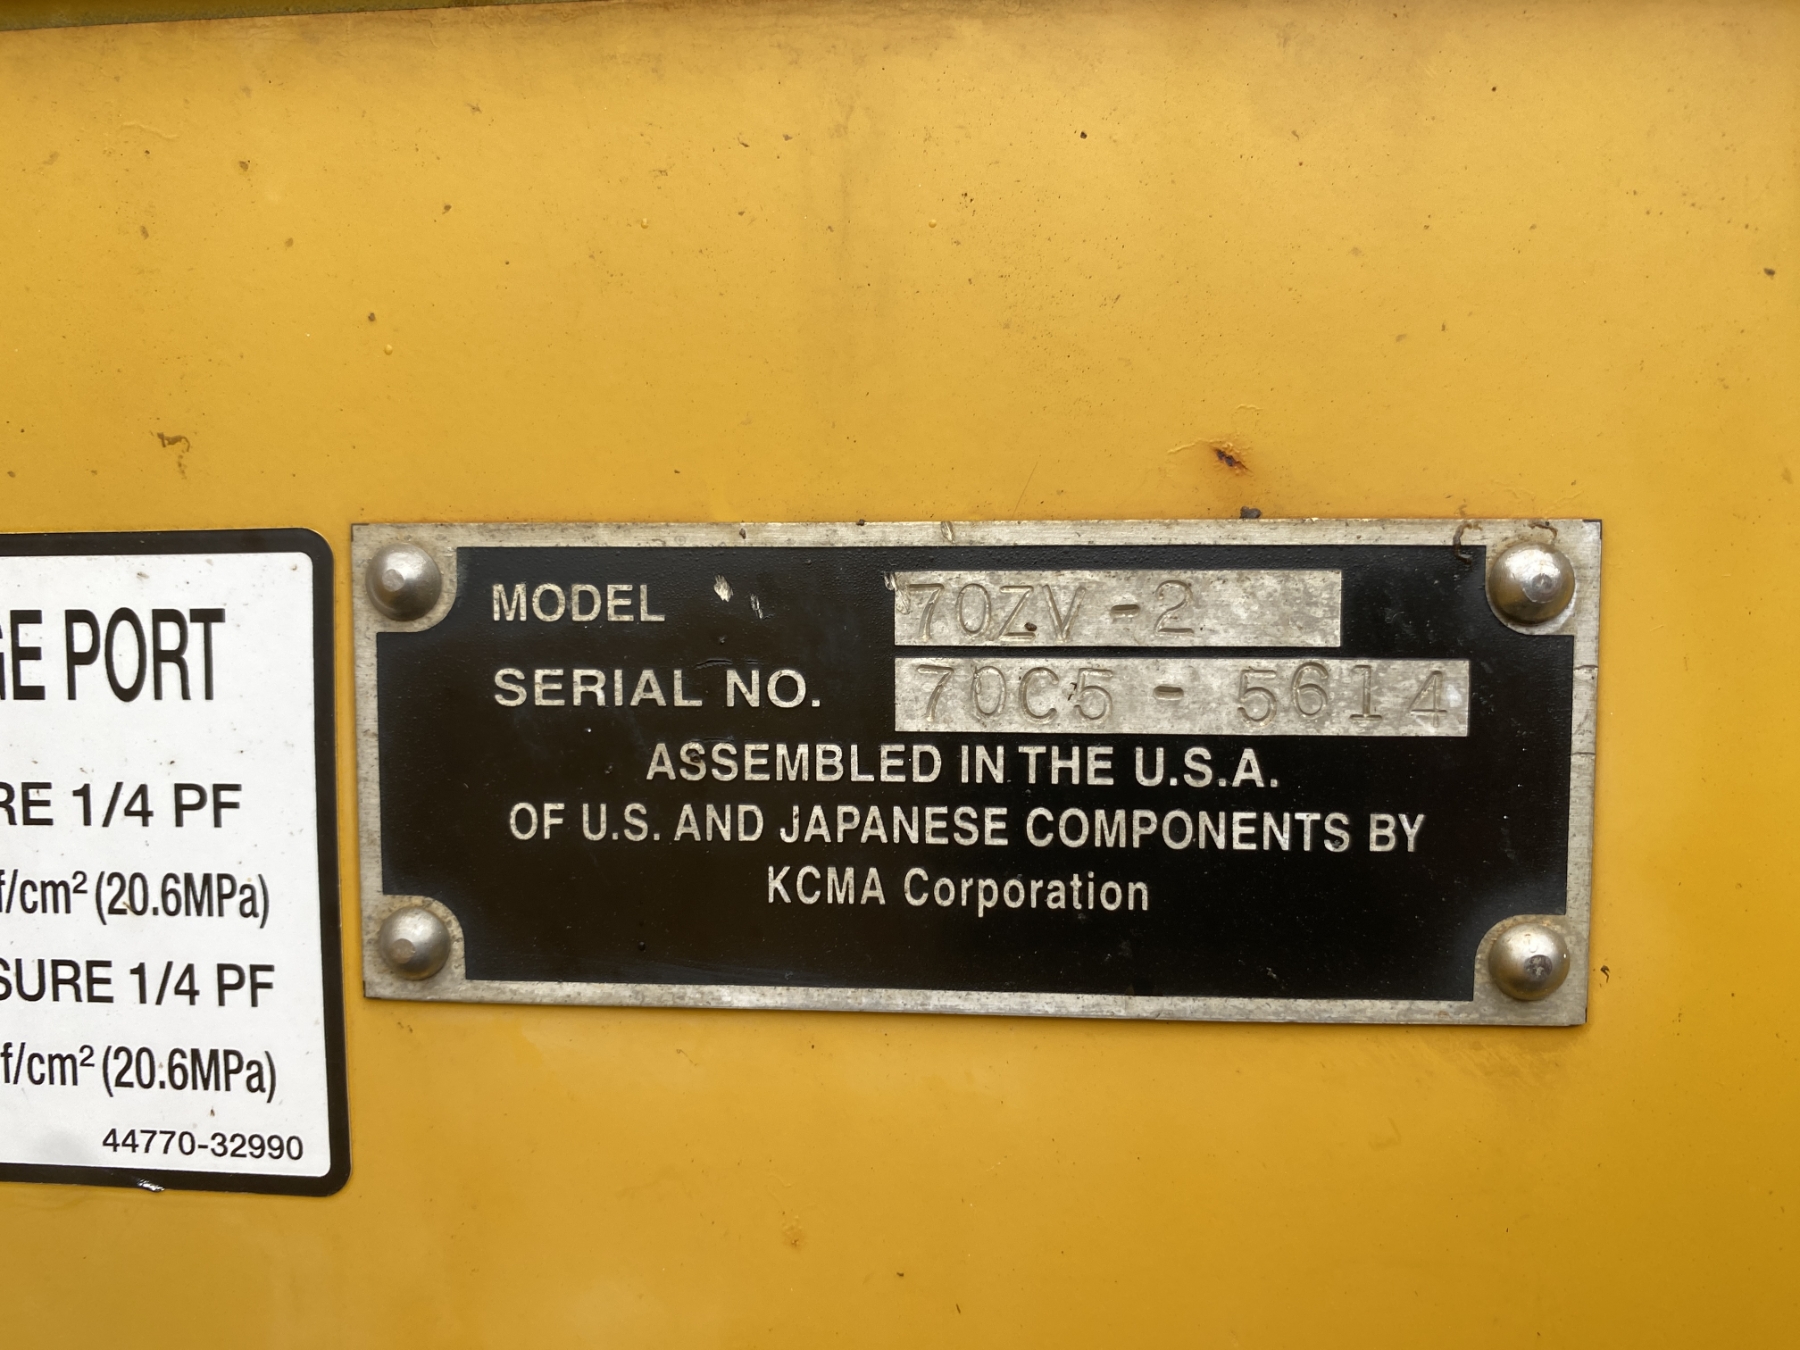 MODEL 70ZV-2
SERIAL NO. 70C5-5614
ASSEMBLED IN THE U.S.A.
OF U.S. AND JAPANESE COMPONENTS BY
KCMA Corporation
GE PORT
RE 1/4 PF
f/cm² (20.6MPa)
SURE 1/4 PF
f/cm² (20.6MPa)
44770-32990